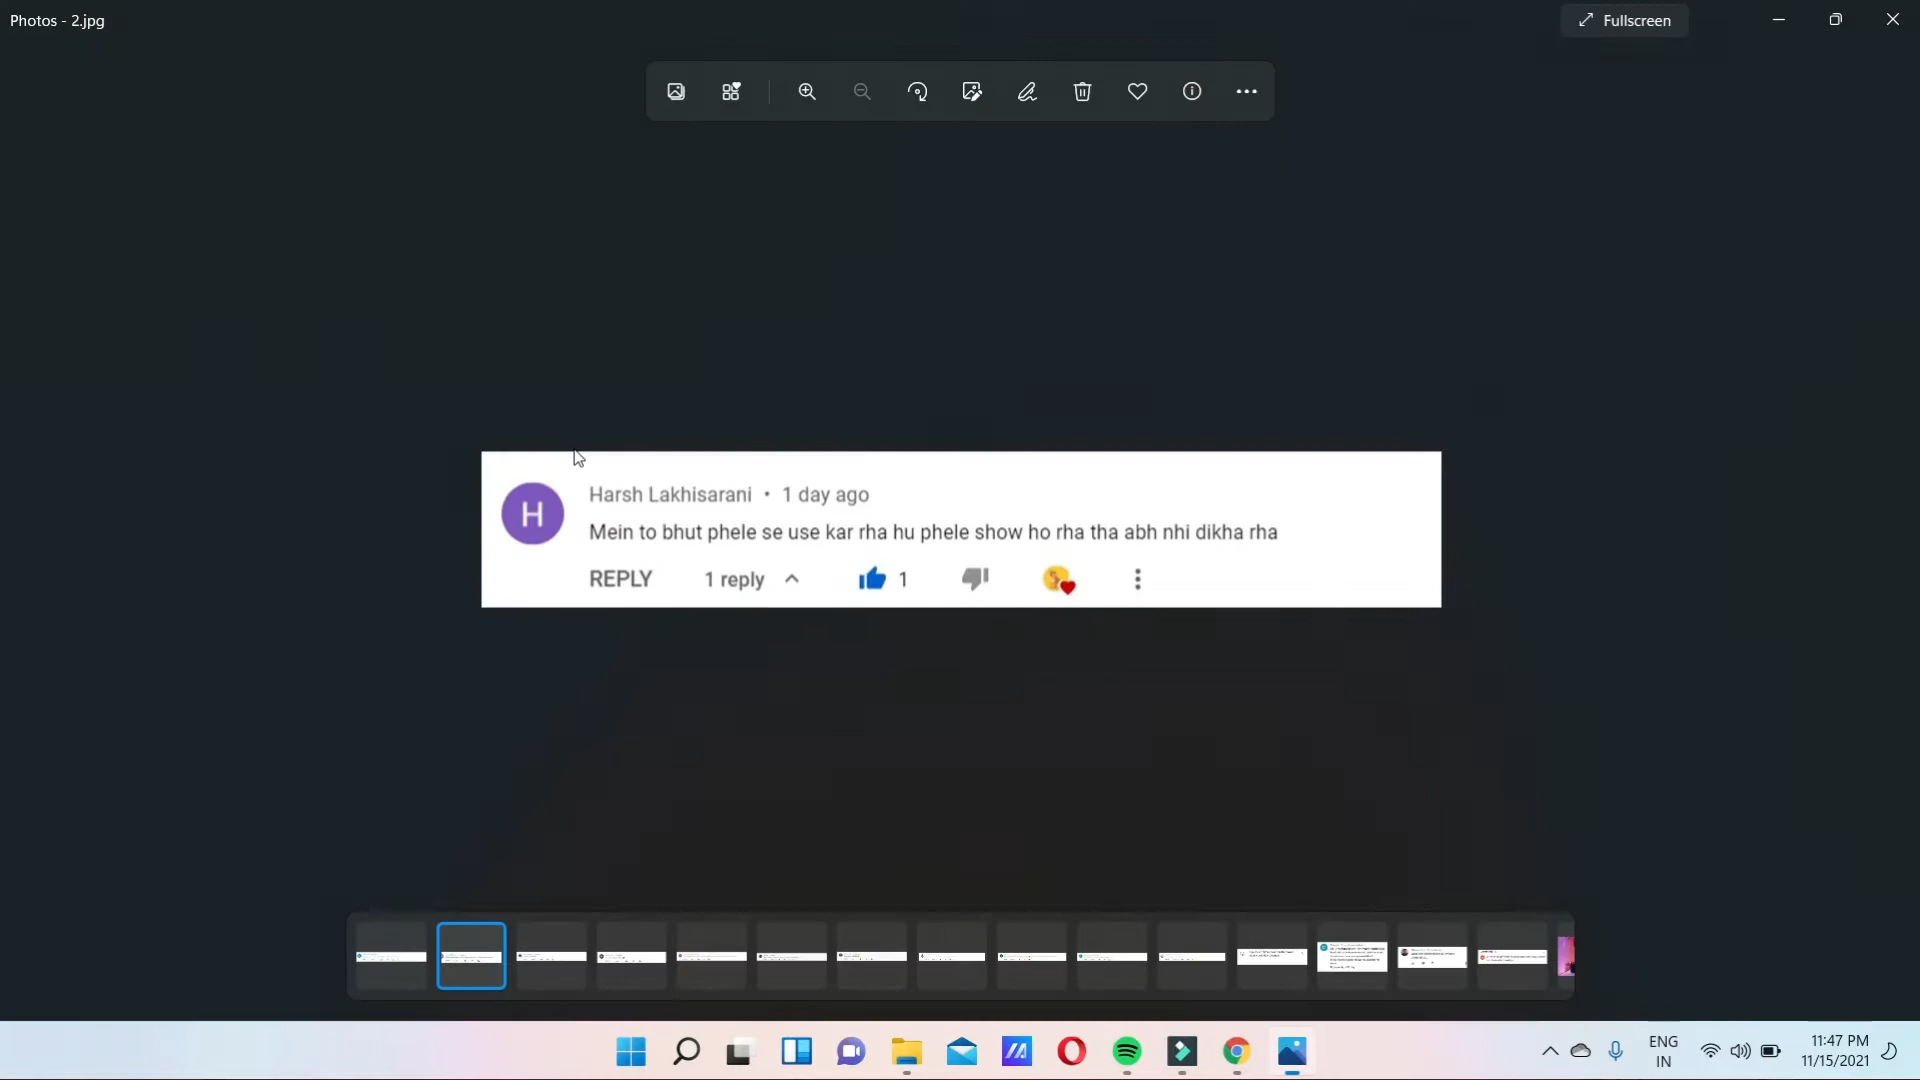 Photos - 2.jpg
Fullscreen
H
Harsh Lakhisarani • 1 day ago
Mein to bhut phele se use kar rha hu phele show ho rha tha abh nhi dikha rha
REPLY 1 reply 1
ENG
IN
11:47 PM
11/15/2021